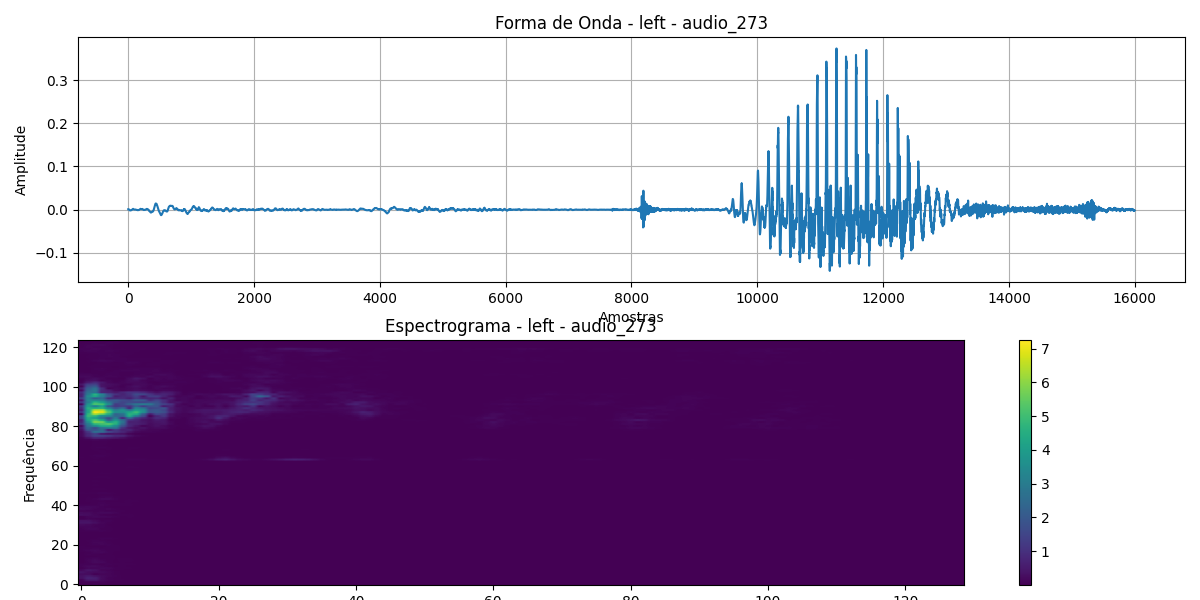 Forma de Onda - left - audio_273
Amplitude
0.3
0.2
0.1
0.0
−0.1
0 2000 4000 6000 8000 10000 12000 14000 16000
Amostras
Espectrograma - left - audio_273
Frequência
120
100
80
60
40
20
0
0 20 40 60 80 100 120
7
6
5
4
3
2
1